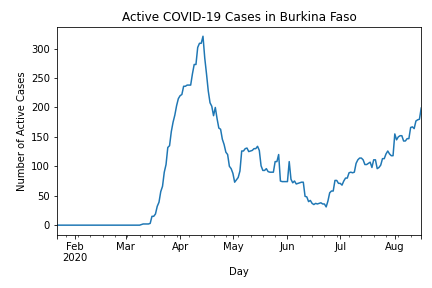 Active COVID-19 Cases in Burkina Faso
Number of Active Cases
300
250
200
150
100
50
0
Feb Mar Apr May Jun Jul Aug
2020
Day